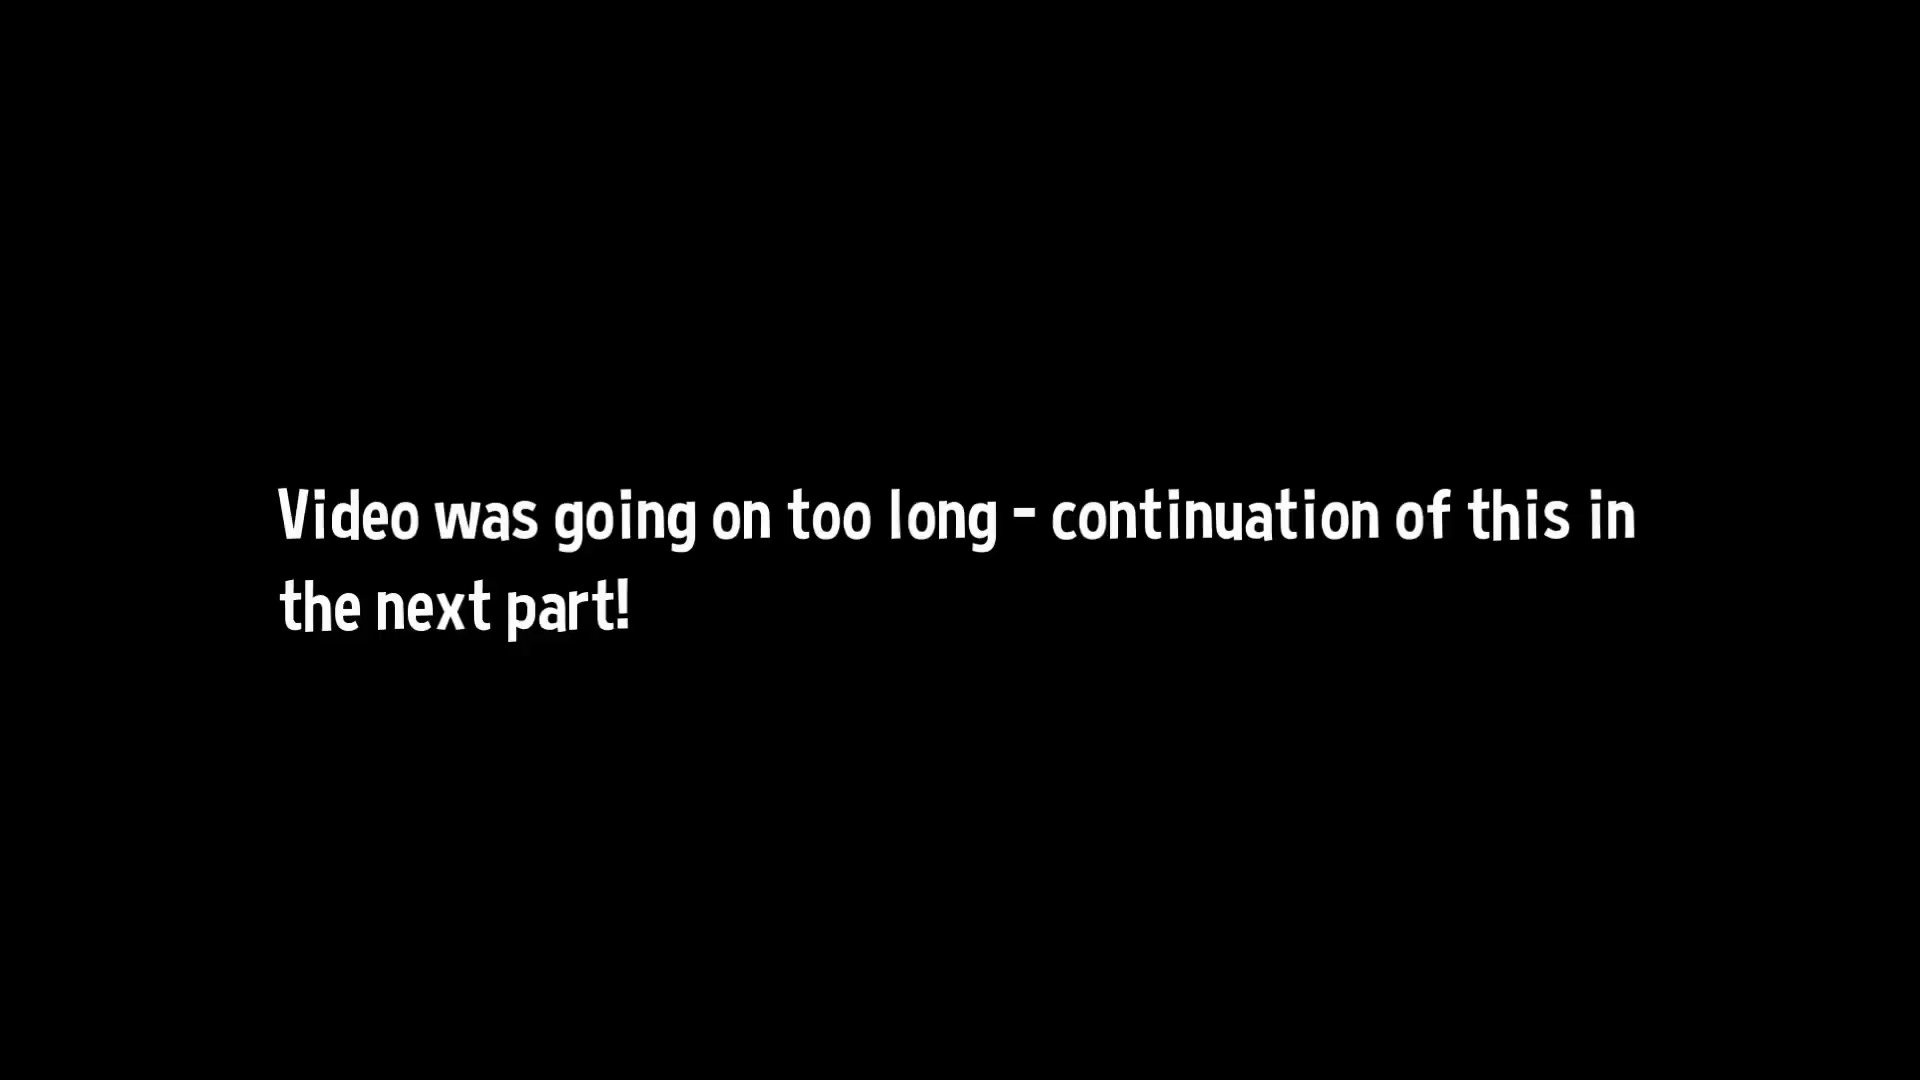 Video was going on too long - continuation of this in
the next part!